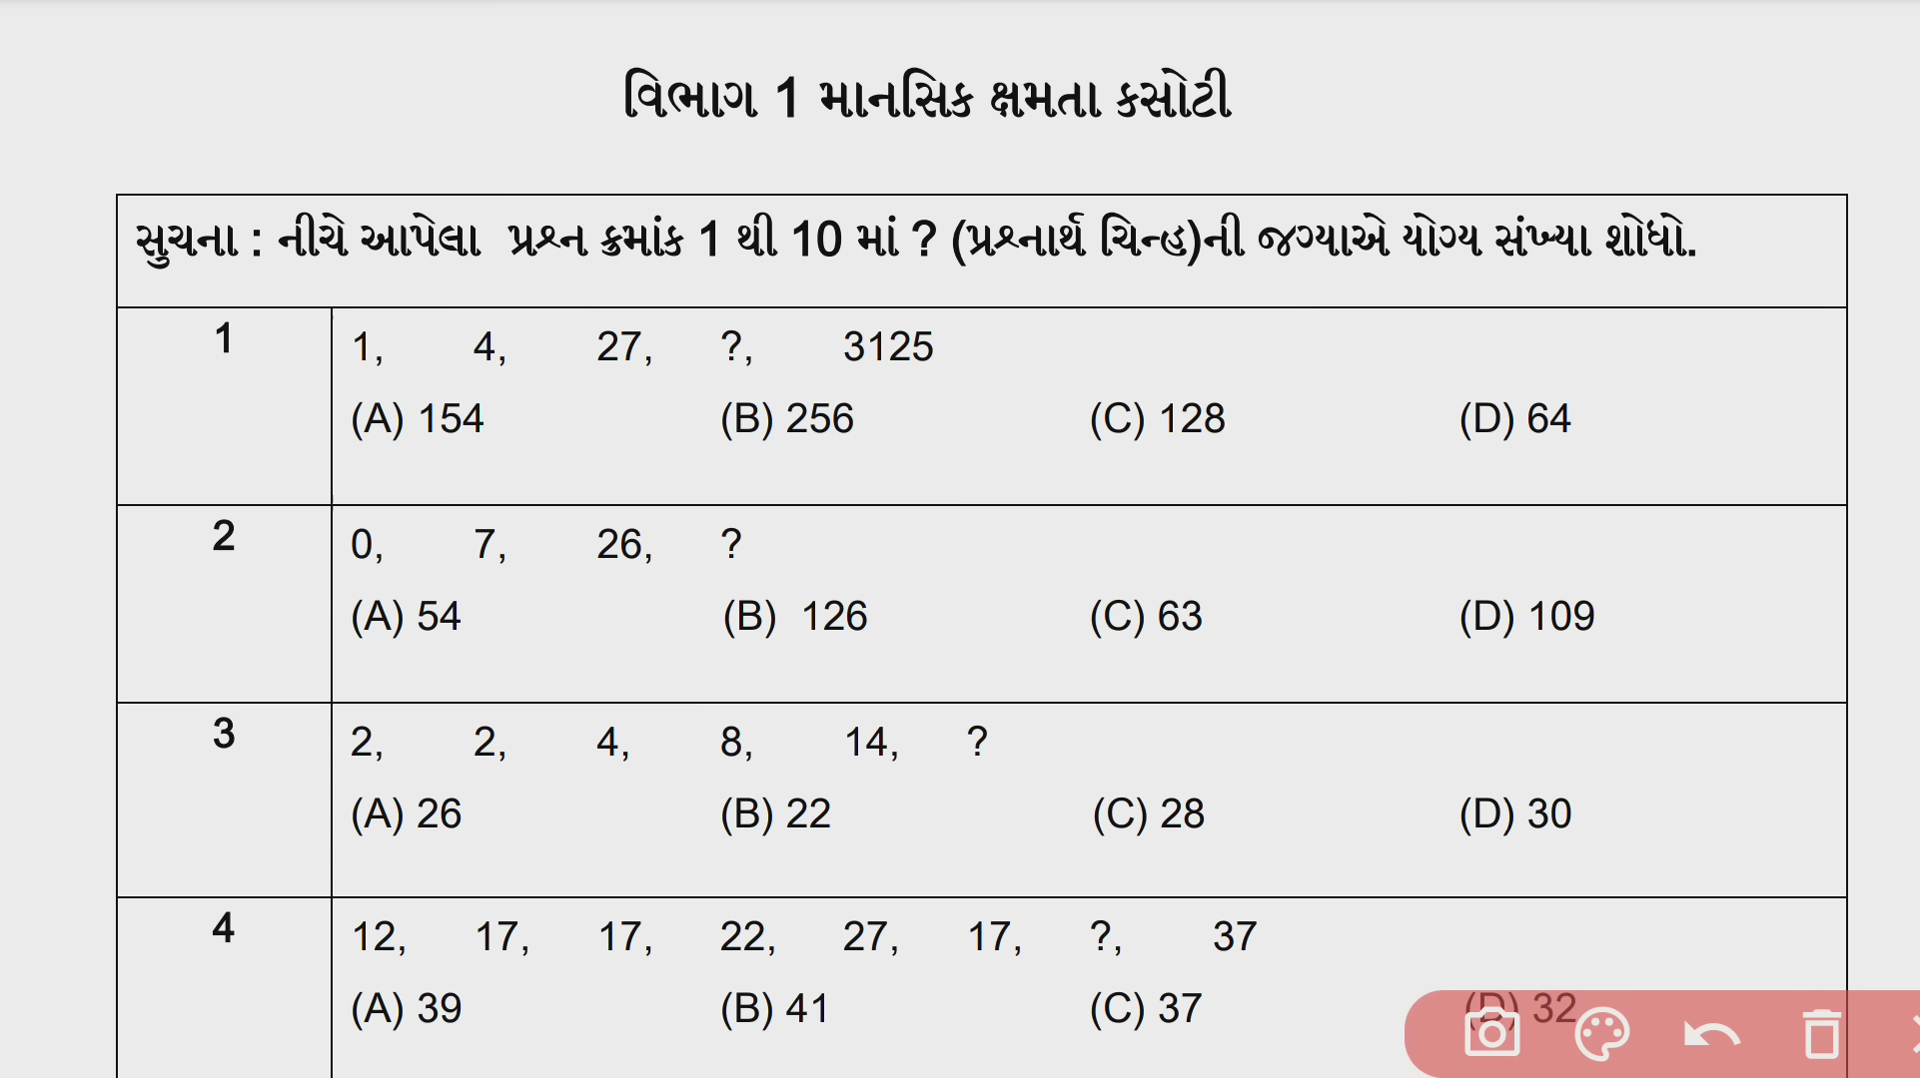 વિભાગ 1 માનસિક ક્ષમતા કસોટી
સુચના : નીચે આપેલા પ્રશ્ન ક્રમાંક 1 થી 10 માં ? (પ્રશ્નાર્થ ચિન્હ)ની જગ્યાએ યોગ્ય સંખ્યા શોધો.
1 1, 4, 27, ?, 3125
(A) 154 (B) 256 (C) 128 (D) 64
2 0, 7, 26, ?
(A) 54 (B) 126 (C) 63 (D) 109
3 2, 2, 4, 8, 14, ?
(A) 26 (B) 22 (C) 28 (D) 30
4 12, 17, 17, 22, 27, 17, ?, 37
(A) 39 (B) 41 (C) 37 (D) 32